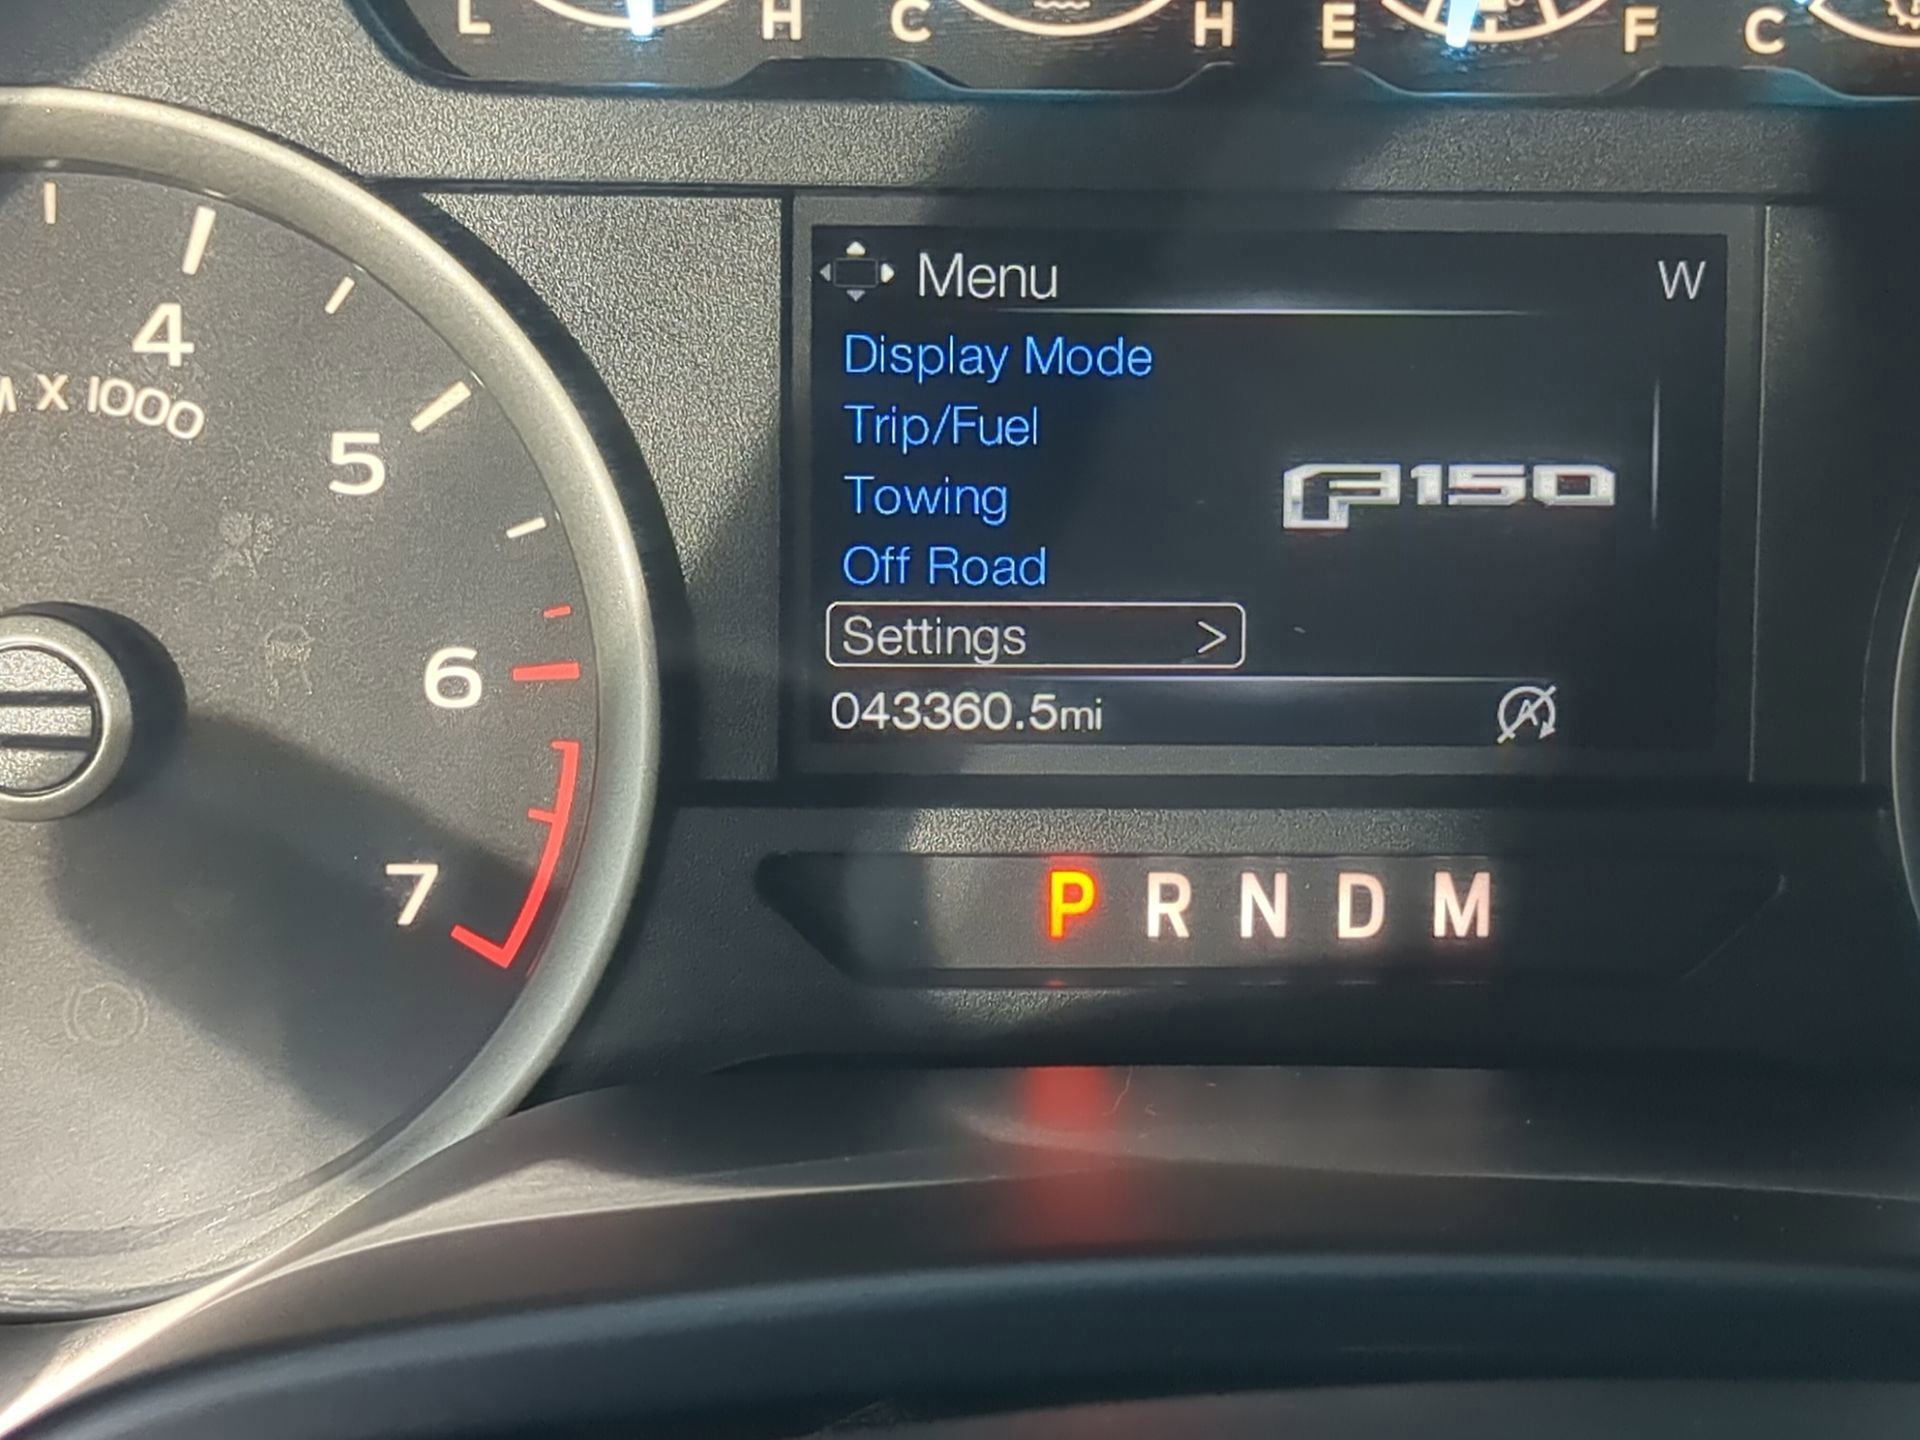 L H C H E F C
Menu W
Display Mode
Trip/Fuel
Towing
Off Road
F150
Settings >
043360.5mi
4
X 1000
5
6
7
P R N D M